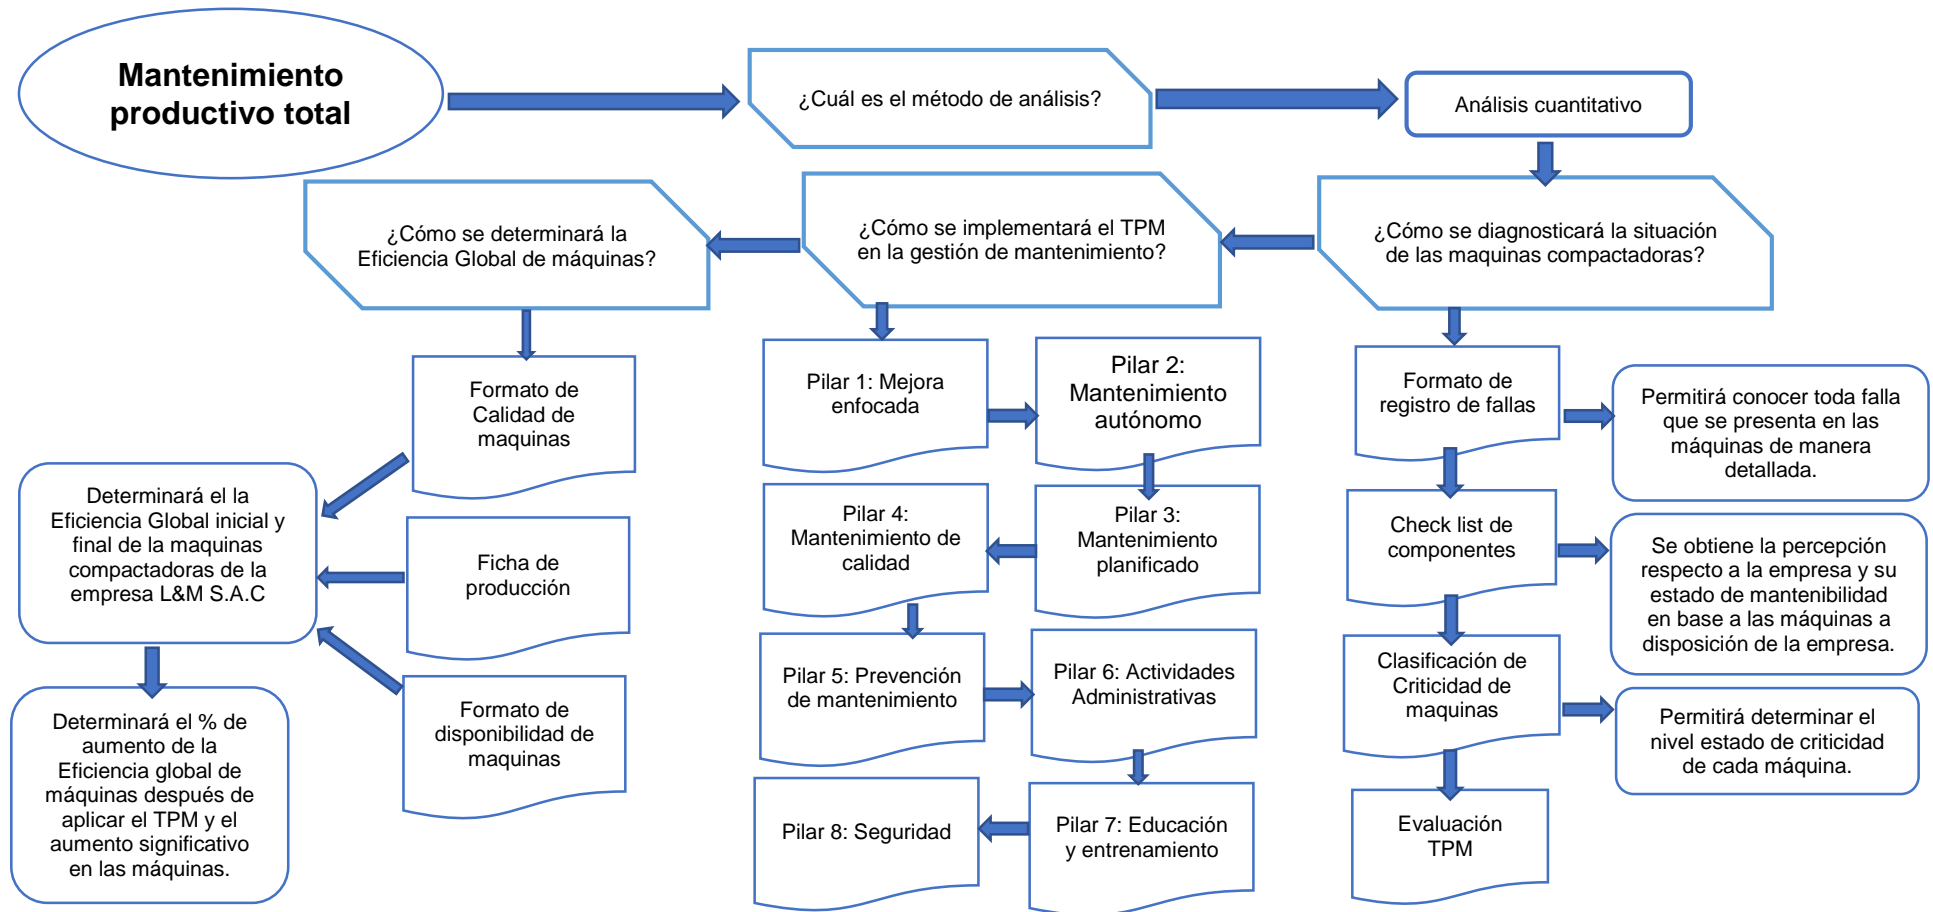 Mantenimiento
productivo total
¿Cuál es el método de análisis?
Análisis cuantitativo
¿Cómo se diagnosticará la situación
de las maquinas compactadoras?
¿Cómo se implementará el TPM
en la gestión de mantenimiento?
¿Cómo se determinará la
Eficiencia Global de máquinas?
Formato de
Calidad de
maquinas
Ficha de
producción
Formato de
disponibilidad de
maquinas
Determinará el la
Eficiencia Global inicial y
final de la maquinas
compactadoras de la
empresa L&M S.A.C
Determinará el % de
aumento de la
Eficiencia global de
máquinas después de
aplicar el TPM y el
aumento significativo
en las máquinas.
Pilar 1: Mejora
enfocada
Pilar 2:
Mantenimiento
autónomo
Pilar 3:
Mantenimiento
planificado
Pilar 4:
Mantenimiento de
calidad
Pilar 5: Prevención
de mantenimiento
Pilar 6: Actividades
Administrativas
Pilar 7: Educación
y entrenamiento
Pilar 8: Seguridad
Formato de
registro de fallas
Permitirá conocer toda falla
que se presenta en las
máquinas de manera
detallada.
Check list de
componentes
Se obtiene la percepción
respecto a la empresa y su
estado de mantenibilidad
en base a las máquinas a
disposición de la empresa.
Clasificación de
Criticidad de
maquinas
Permitirá determinar el
nivel estado de criticidad
de cada máquina.
Evaluación
TPM